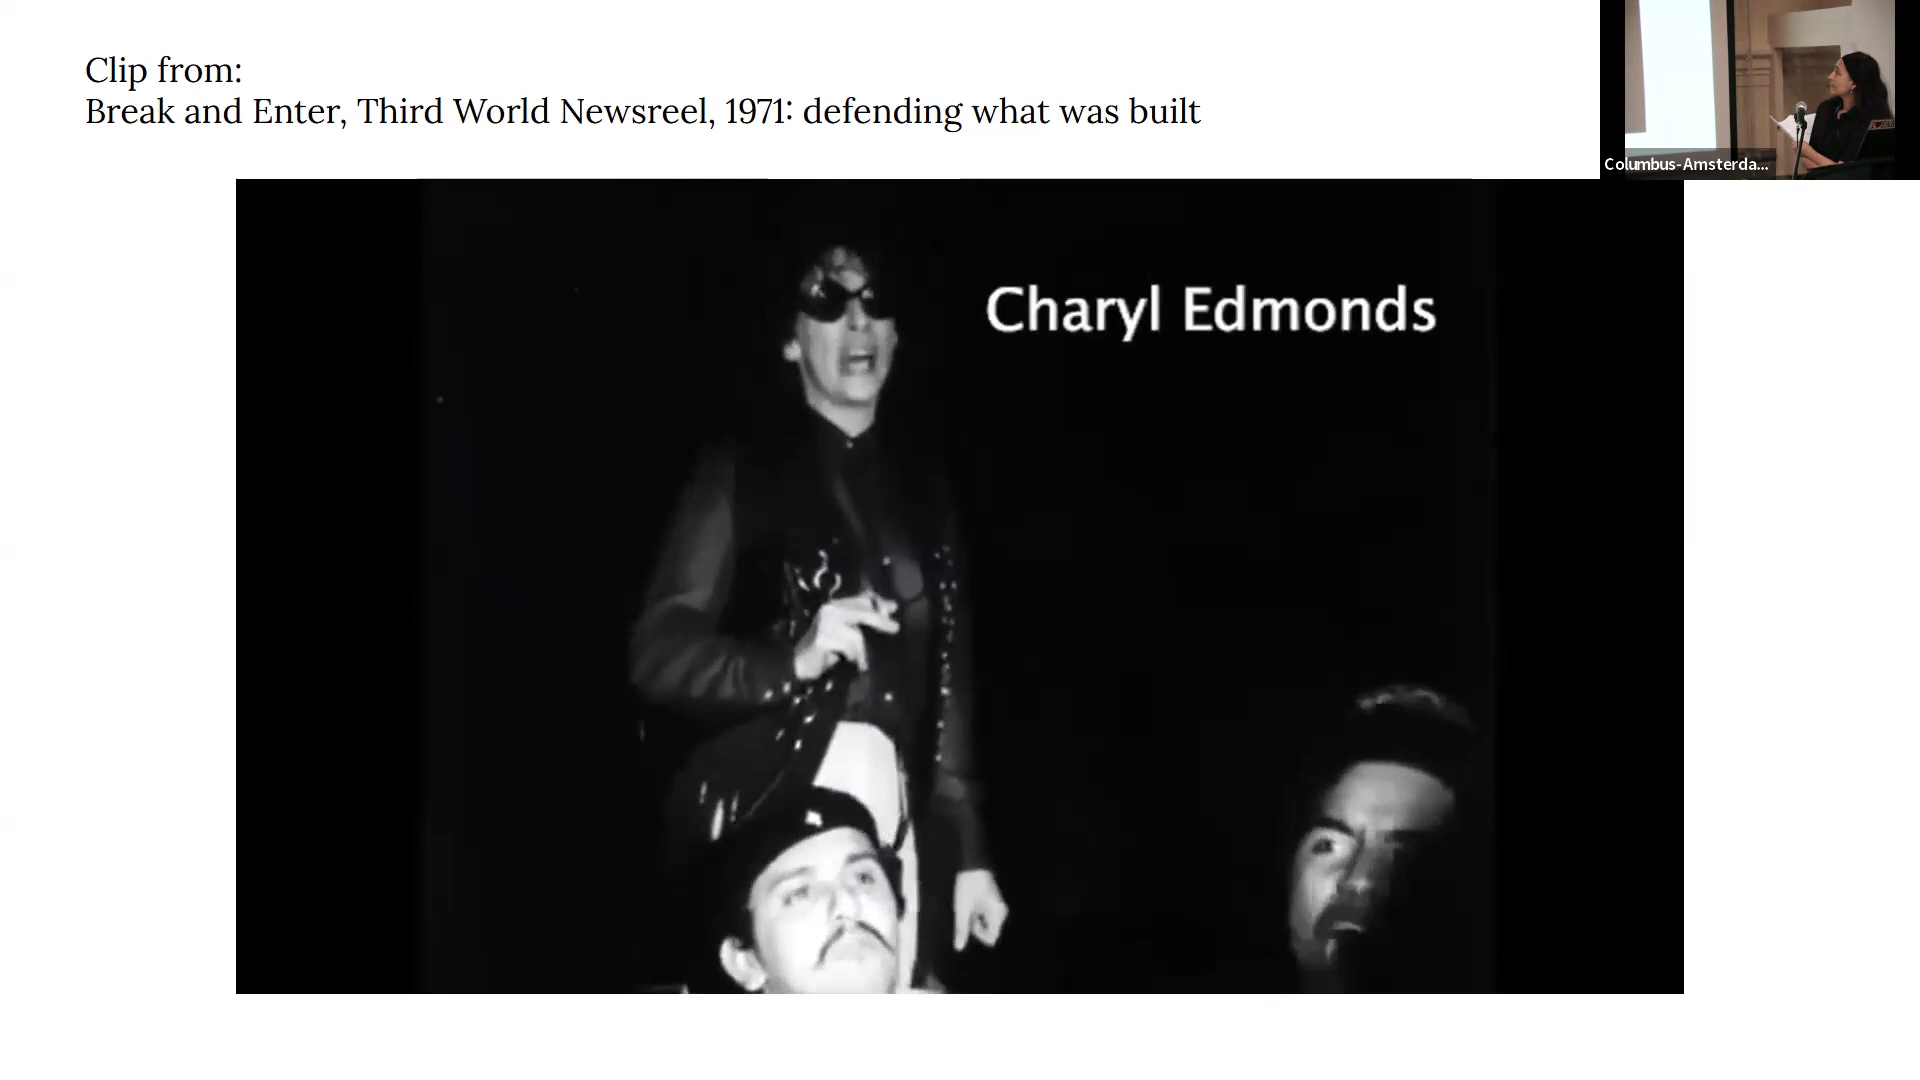 Clip from:
Break and Enter, Third World Newsreel, 1971: defending what was built
Columbus-Amsterda...
Charyl Edmonds